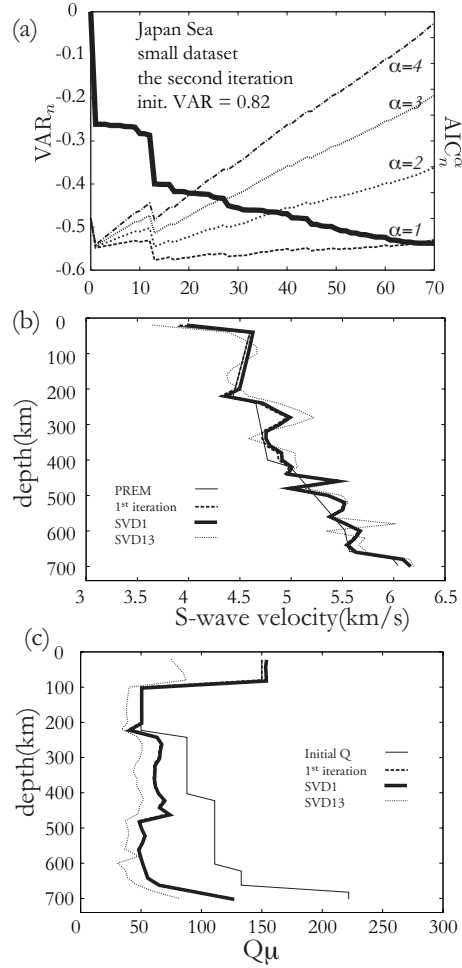 (a)
Japan Sea
small dataset
the second iteration
init. VAR = 0.82
-0
-0.1
-0.2
-0.3
-0.4
-0.5
-0.6
VARn
α=4
α=3
α=2
α=1
AICnα
0 10 20 30 40 50 60 70
(b)
0
100
200
300
400
500
600
700
depth(km)
PREM
1st iteration
SVD1
SVD13
3 3.5 4 4.5 5 5.5 6 6.5
S-wave velocity(km/s)
(c)
0
100
200
300
400
500
600
700
depth(km)
Initial Q
1st iteration
SVD1
SVD13
0 50 100 150 200 250 300
Qμ